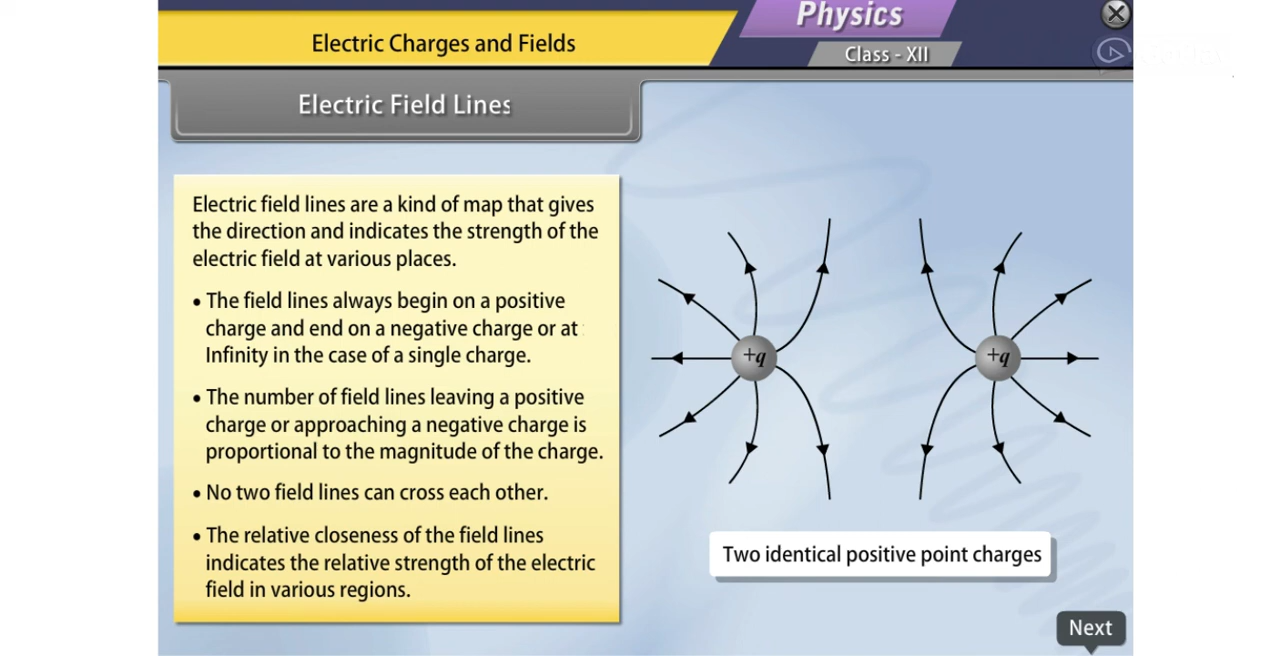 Physics
Electric Charges and Fields
Class - XII
Electric Field Lines
Electric field lines are a kind of map that gives
the direction and indicates the strength of the
electric field at various places.
• The field lines always begin on a positive
charge and end on a negative charge or at
Infinity in the case of a single charge.
• The number of field lines leaving a positive
charge or approaching a negative charge is
proportional to the magnitude of the charge.
• No two field lines can cross each other.
• The relative closeness of the field lines
indicates the relative strength of the electric
field in various regions.
+q
+q
Two identical positive point charges
Next